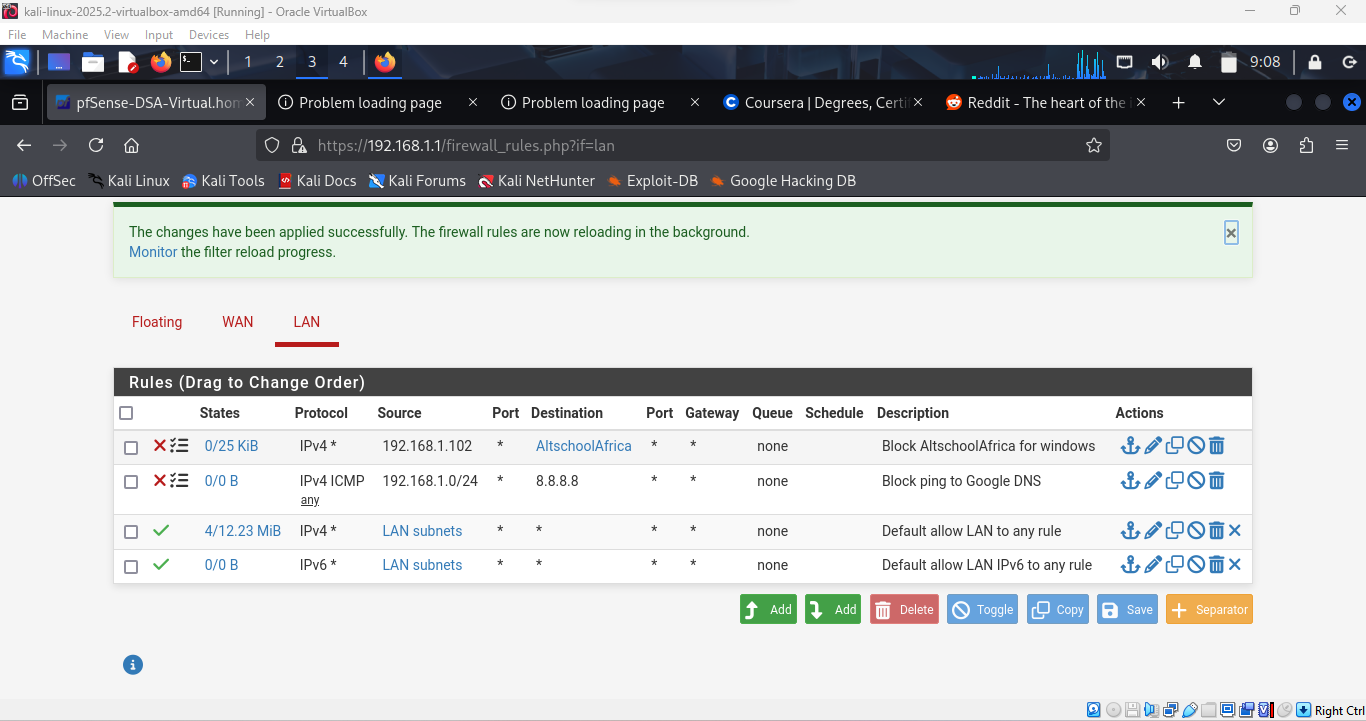 kali-linux-2025.2-virtualbox-amd64 [Running] - Oracle VirtualBox
File Machine View Input Devices Help
1 2 3 4 9:08
pfSense-DSA-Virtual.hom Problem loading page Problem loading page Coursera | Degrees, Certif Reddit - The heart of the
https://192.168.1.1/firewall_rules.php?if=lan
OffSec Kali Linux Kali Tools Kali Docs Kali Forums Kali NetHunter Exploit-DB Google Hacking DB
The changes have been applied successfully. The firewall rules are now reloading in the background.
Monitor the filter reload progress.
Floating WAN LAN
Rules (Drag to Change Order)
States Protocol Source Port Destination Port Gateway Queue Schedule Description Actions
0/25 KiB IPv4 * 192.168.1.102 * AltschoolAfrica * * none Block AltschoolAfrica for windows
0/0 B IPv4 ICMP 192.168.1.0/24 * 8.8.8.8 * * none Block ping to Google DNS
any
4/12.23 MiB IPv4 * LAN subnets * * * * none Default allow LAN to any rule
0/0 B IPv6 * LAN subnets * * * * none Default allow LAN IPv6 to any rule
Add Add Delete Toggle Copy Save Separator
Right Ctrl